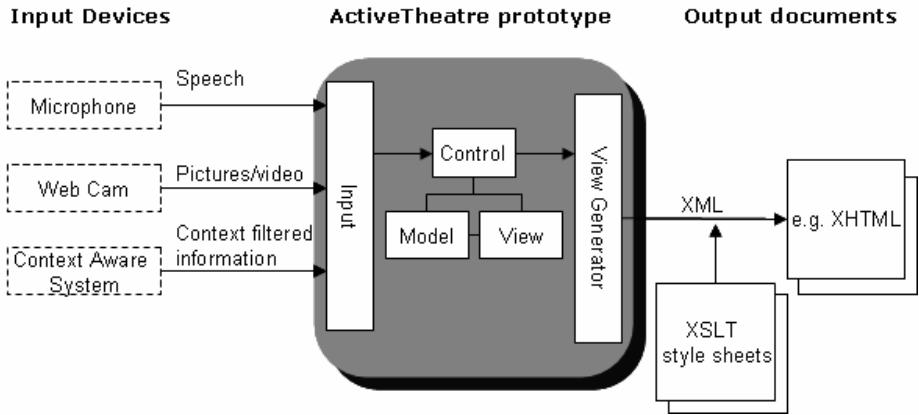 Input Devices
ActiveTheatre prototype
Output documents
Microphone
Speech
Web Cam
Pictures/video
Context Aware
System
Context filtered
information
Input
Control
Model
View
View Generator
XML
e.g. XHTML
XSLT
style sheets